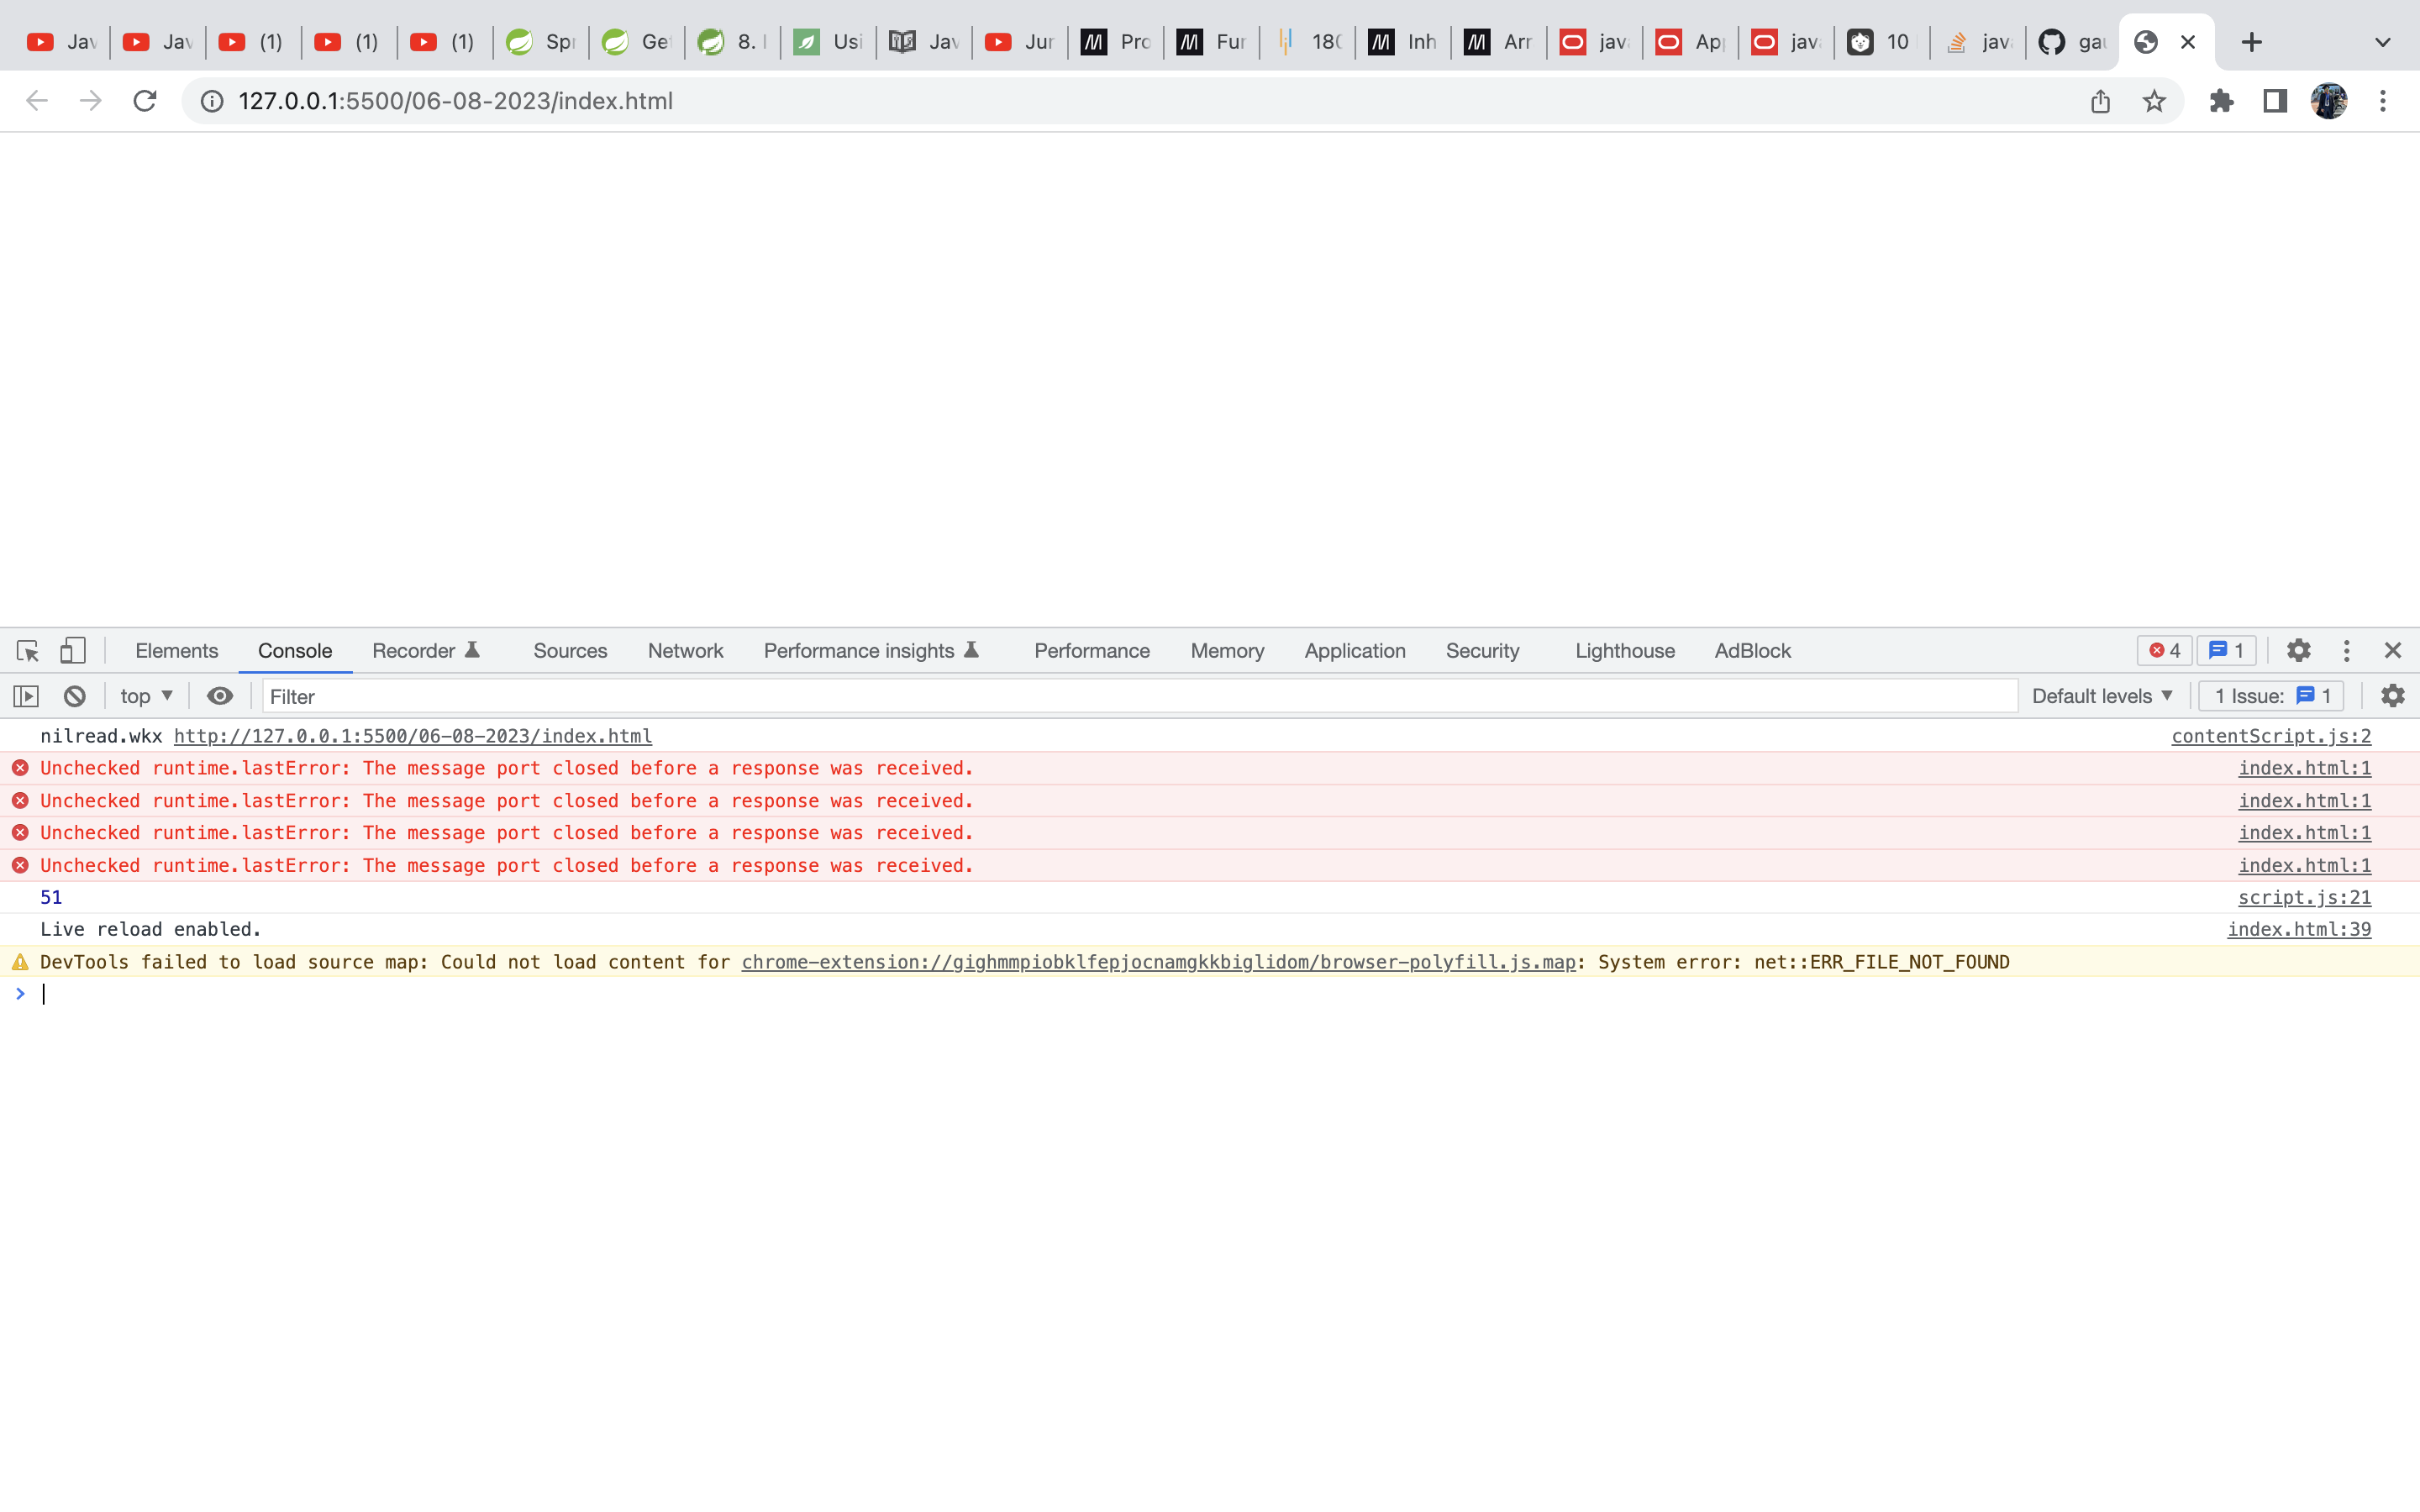 Jav Jav (1) (1) (1) Spr Get 8. Usi Jav Jur Pro Fur 180 Inh Arr java App java 10 java gau
127.0.0.1:5500/06-08-2023/index.html
Elements Console Recorder Sources Network Performance insights Performance Memory Application Security Lighthouse AdBlock 4 1
top Filter Default levels 1 Issue: 1
nilread.wkx http://127.0.0.1:5500/06-08-2023/index.html contentScript.js:2
Unchecked runtime.lastError: The message port closed before a response was received. index.html:1
Unchecked runtime.lastError: The message port closed before a response was received. index.html:1
Unchecked runtime.lastError: The message port closed before a response was received. index.html:1
Unchecked runtime.lastError: The message port closed before a response was received. index.html:1
51 script.js:21
Live reload enabled. index.html:39
DevTools failed to load source map: Could not load content for chrome-extension://gighmmpiobklfepjocnamgkkbiglidom/browser-polyfill.js.map: System error: net::ERR_FILE_NOT_FOUND